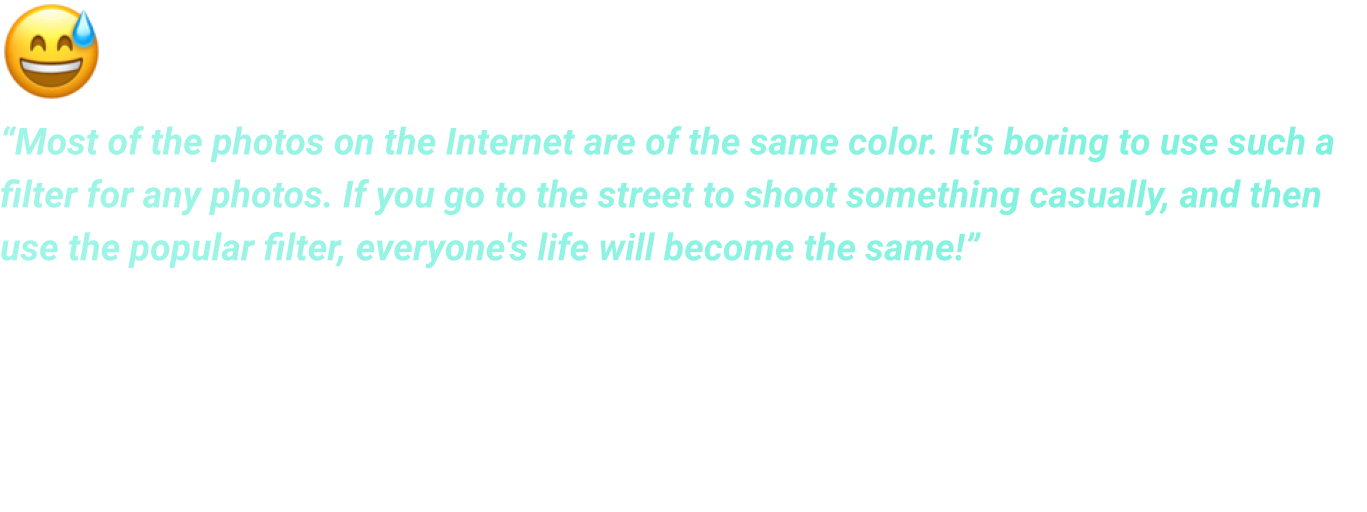 “Most of the photos on the Internet are of the same color. It's boring to use such a
filter for any photos. If you go to the street to shoot something casually, and then
use the popular filter, everyone's life will become the same!”